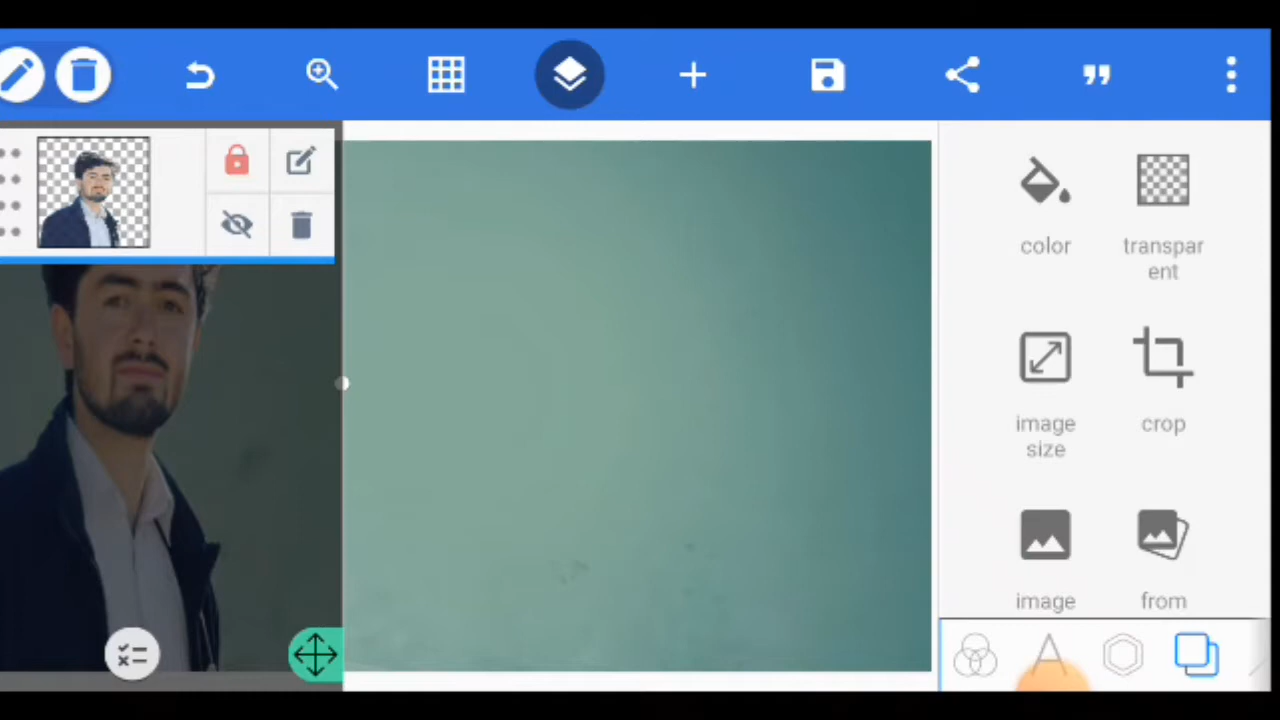 color
transpar
ent
image
size
crop
image
from